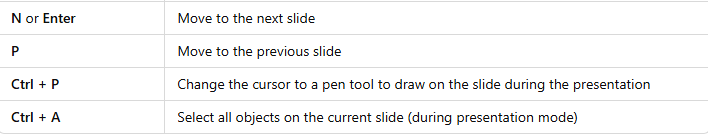 N or Enter Move to the next slide
P Move to the previous slide
Ctrl + P Change the cursor to a pen tool to draw on the slide during the presentation
Ctrl + A Select all objects on the current slide (during presentation mode)